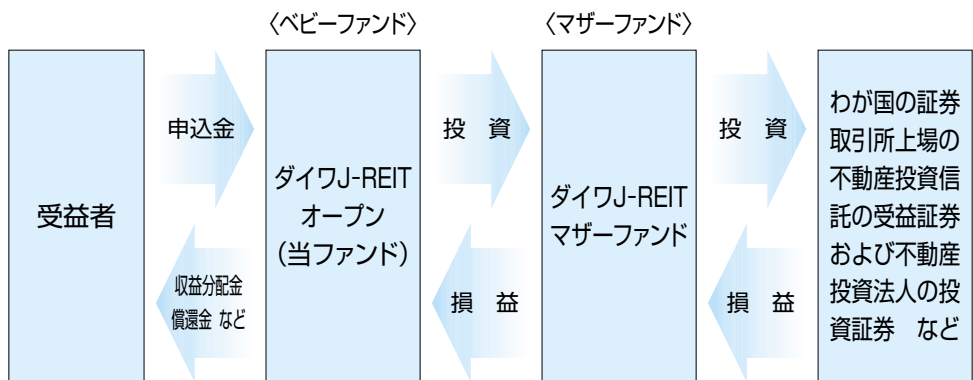 〈ベビーファンド〉
〈マザーファンド〉
受益者
申込金
収益分配金
償還金 など
ダイワJ-REIT
オープン
(当ファンド)
投 資
損 益
ダイワJ-REIT
マザーファンド
投 資
損 益
わが国の証券
取引所上場の
不動産投資信
託の受益証券
および不動産
投資法人の投
資証券 など